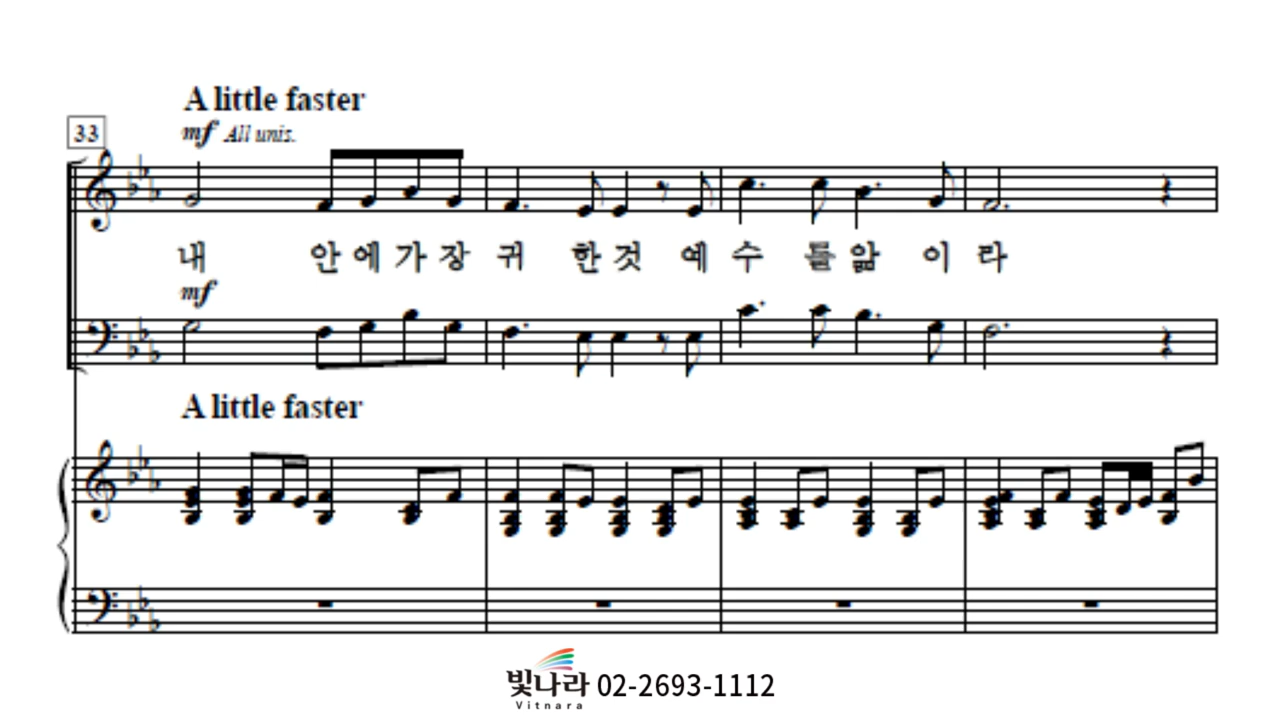 A little faster
33
mf All unis.
내 안에가장 귀 한것 예 수 를앎 이 라
mf
A little faster
빛나라 02-2693-1112
Vitnara